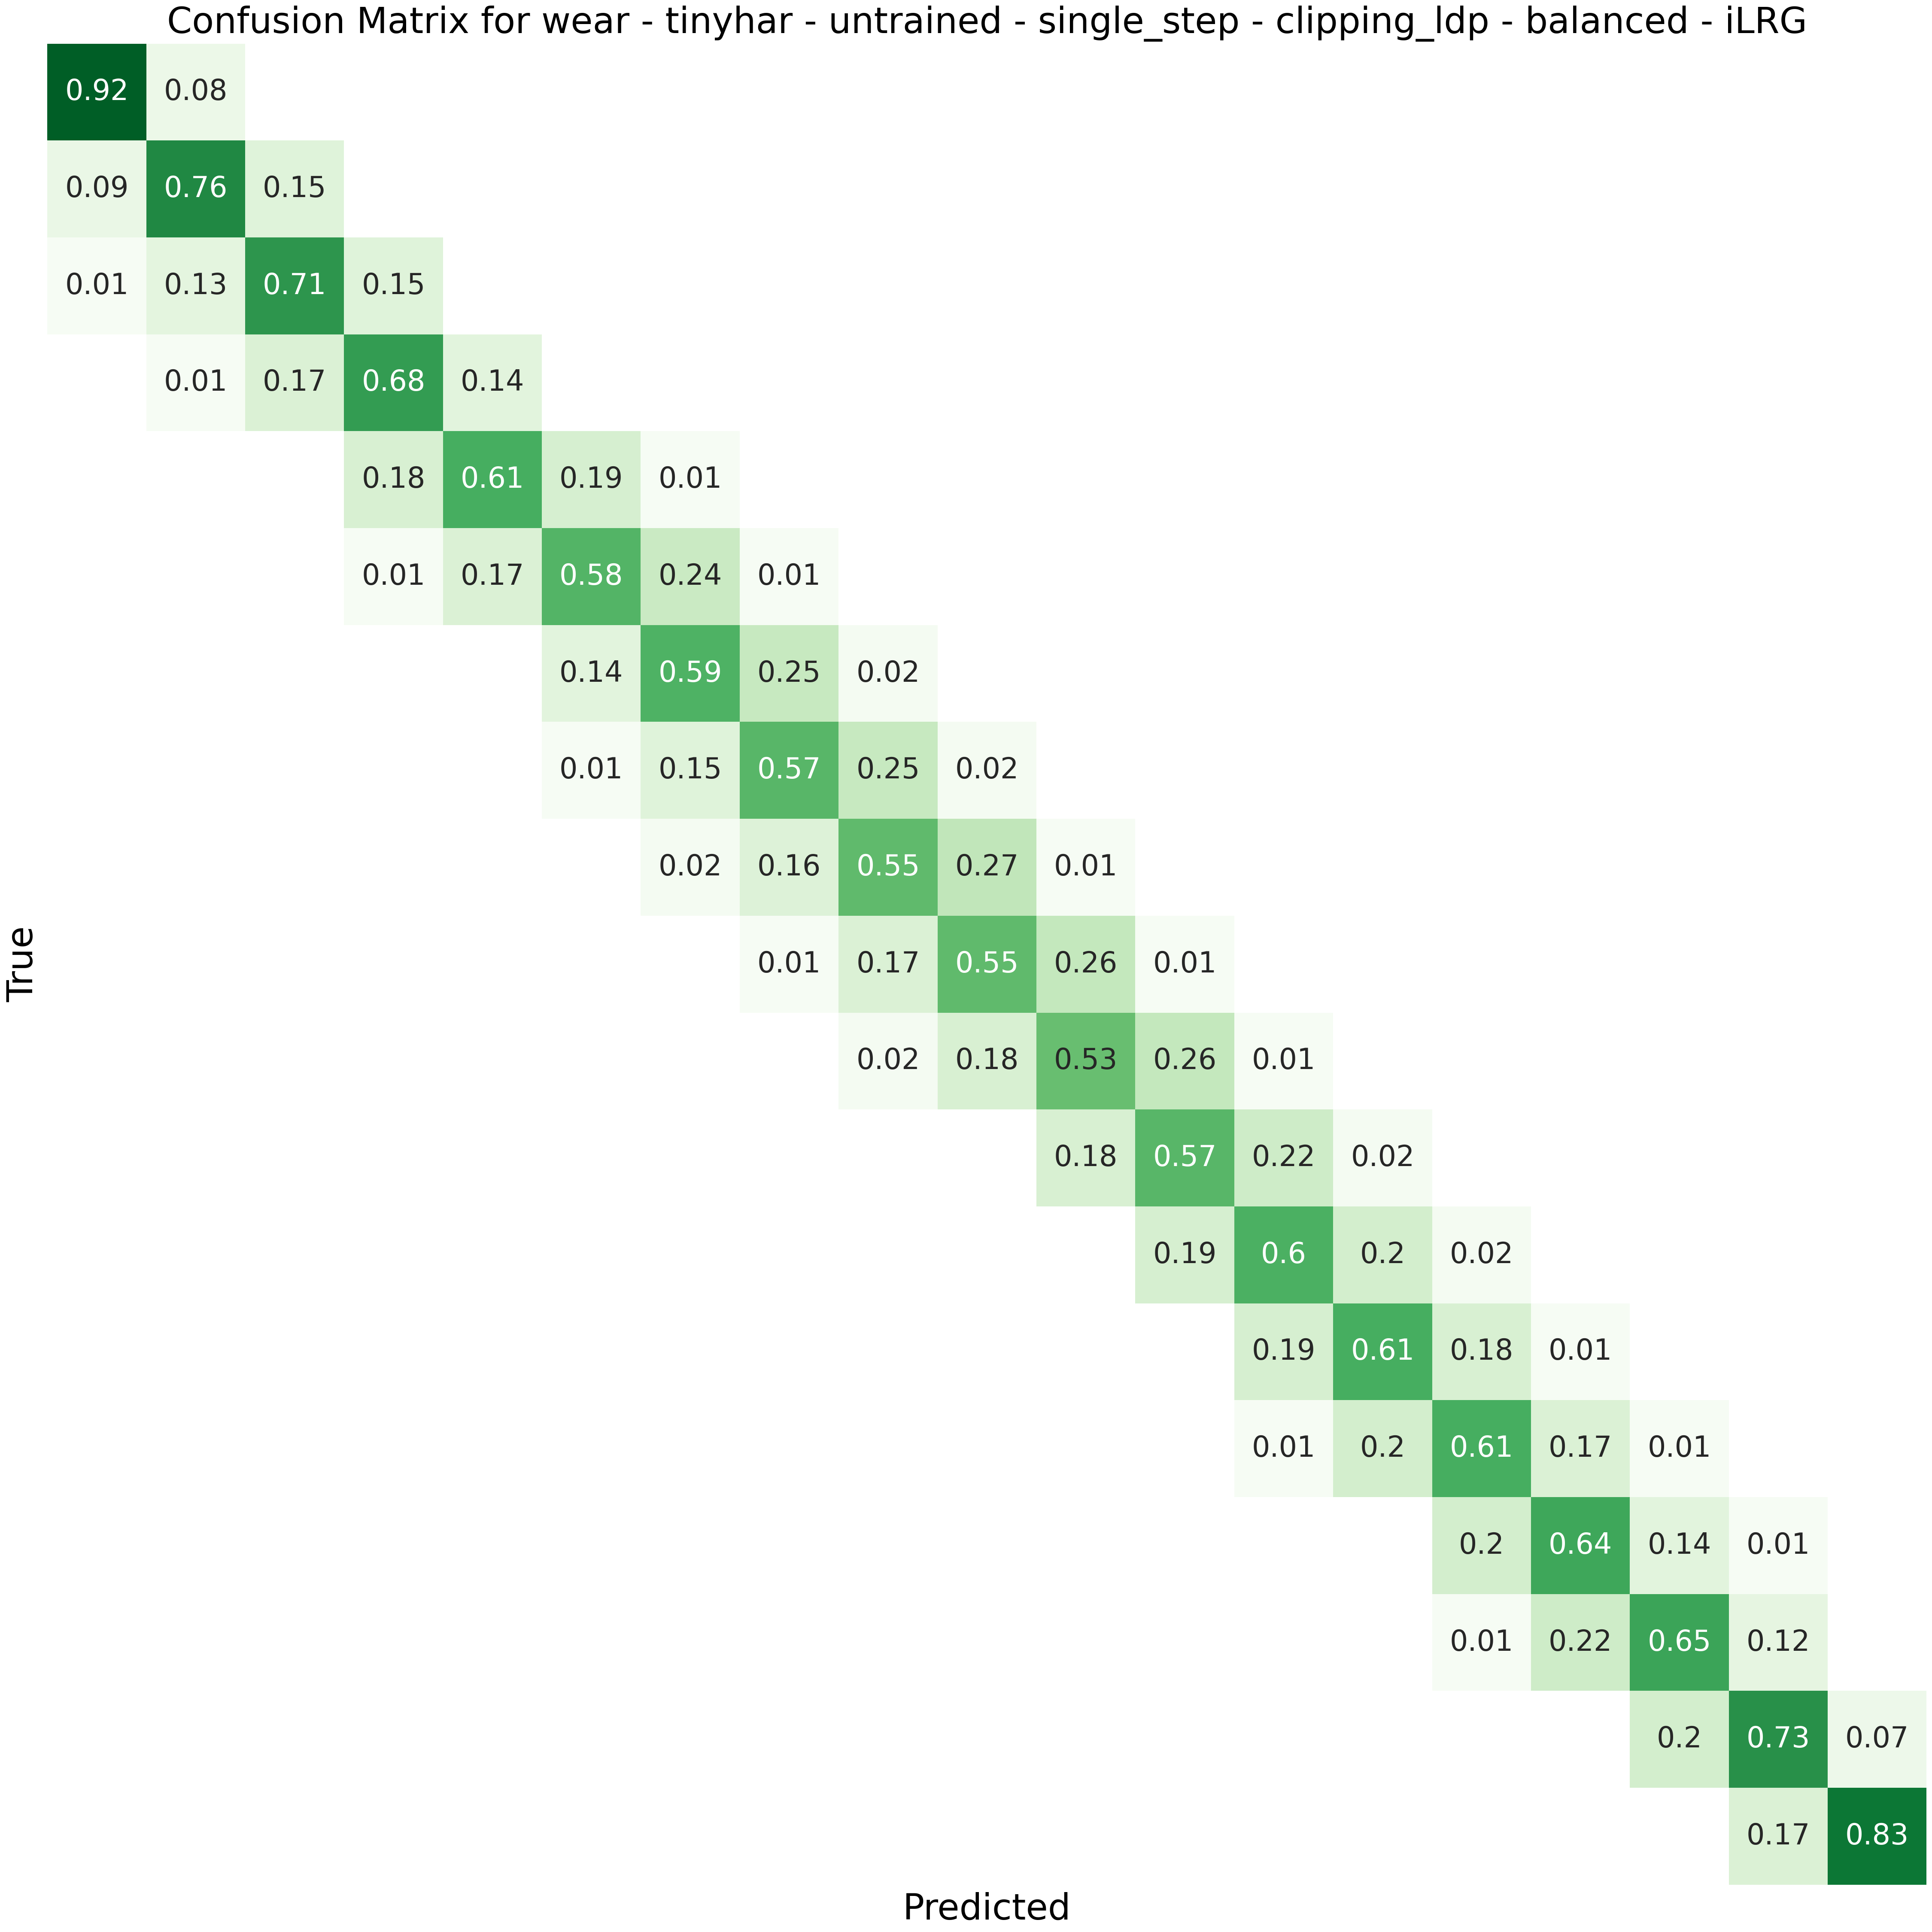 Confusion Matrix for wear - tinyhar - untrained - single_step - clipping_ldp - balanced - iLRG
0.92 0.08
0.09 0.76 0.15
0.01 0.13 0.71 0.15
0.01 0.17 0.68 0.14
0.18 0.61 0.19 0.01
0.01 0.17 0.58 0.24 0.01
0.14 0.59 0.25 0.02
0.01 0.15 0.57 0.25 0.02
0.02 0.16 0.55 0.27 0.01
True
0.01 0.17 0.55 0.26 0.01
0.02 0.18 0.53 0.26 0.01
0.18 0.57 0.22 0.02
0.19 0.6 0.2 0.02
0.19 0.61 0.18 0.01
0.01 0.2 0.61 0.17 0.01
0.2 0.64 0.14 0.01
0.01 0.22 0.65 0.12
0.2 0.73 0.07
0.17 0.83
Predicted